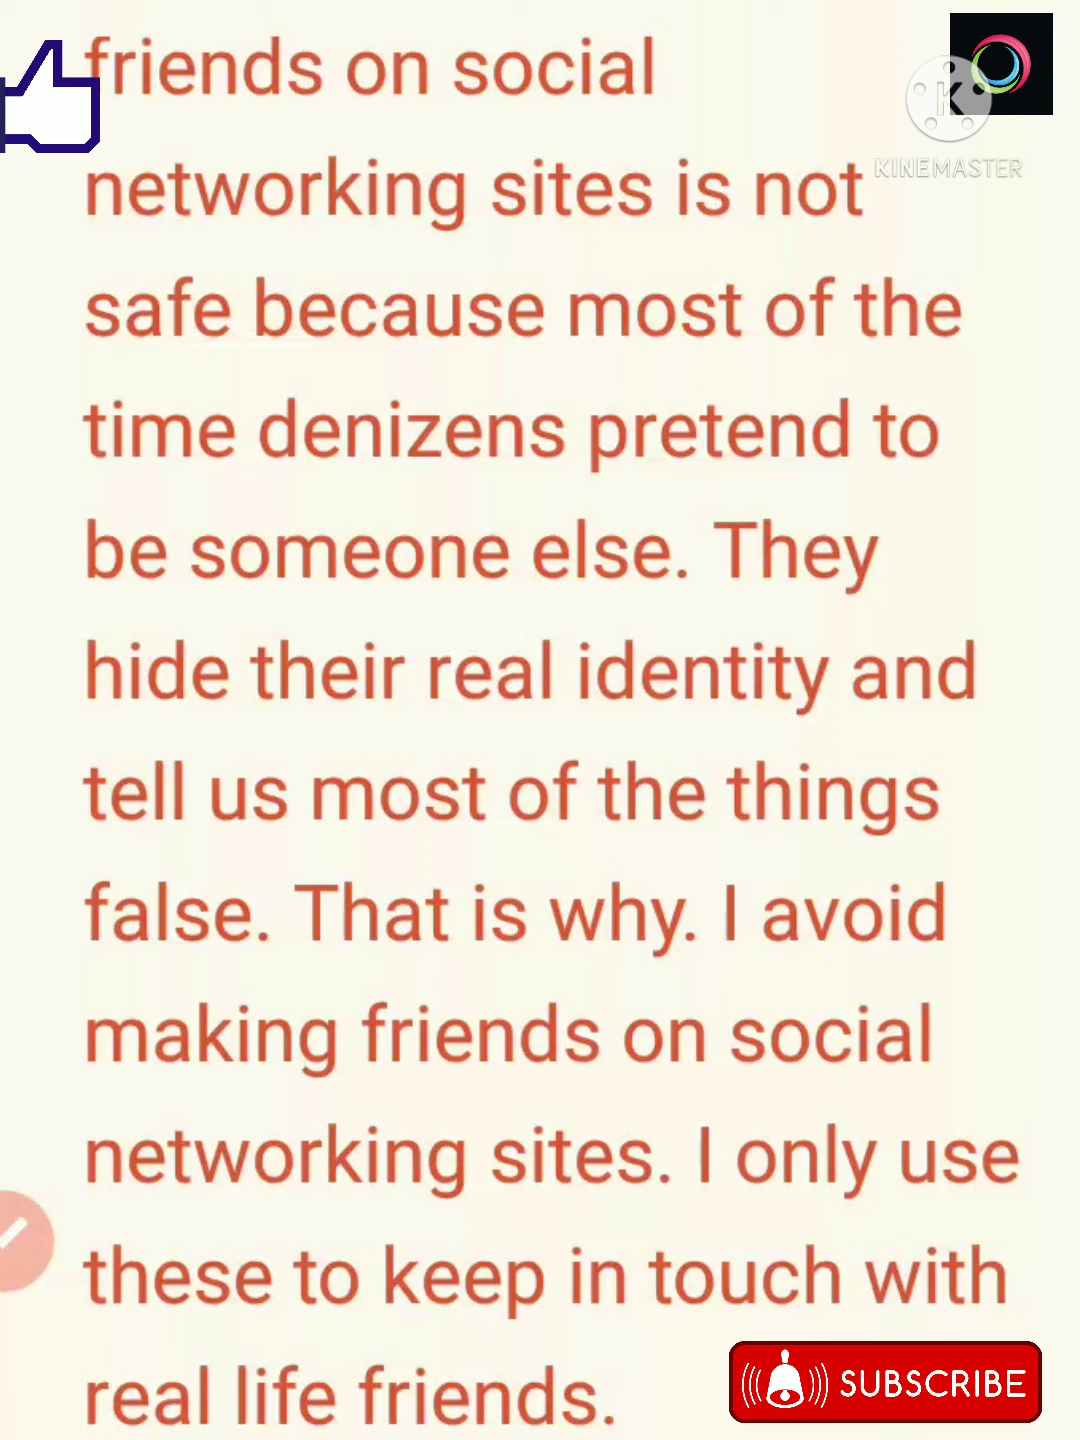 friends on social
KINEMASTER
networking sites is not
safe because most of the
time denizens pretend to
be someone else. They
hide their real identity and
tell us most of the things
false. That is why. I avoid
making friends on social
networking sites. I only use
these to keep in touch with
real life friends.
SUBSCRIBE